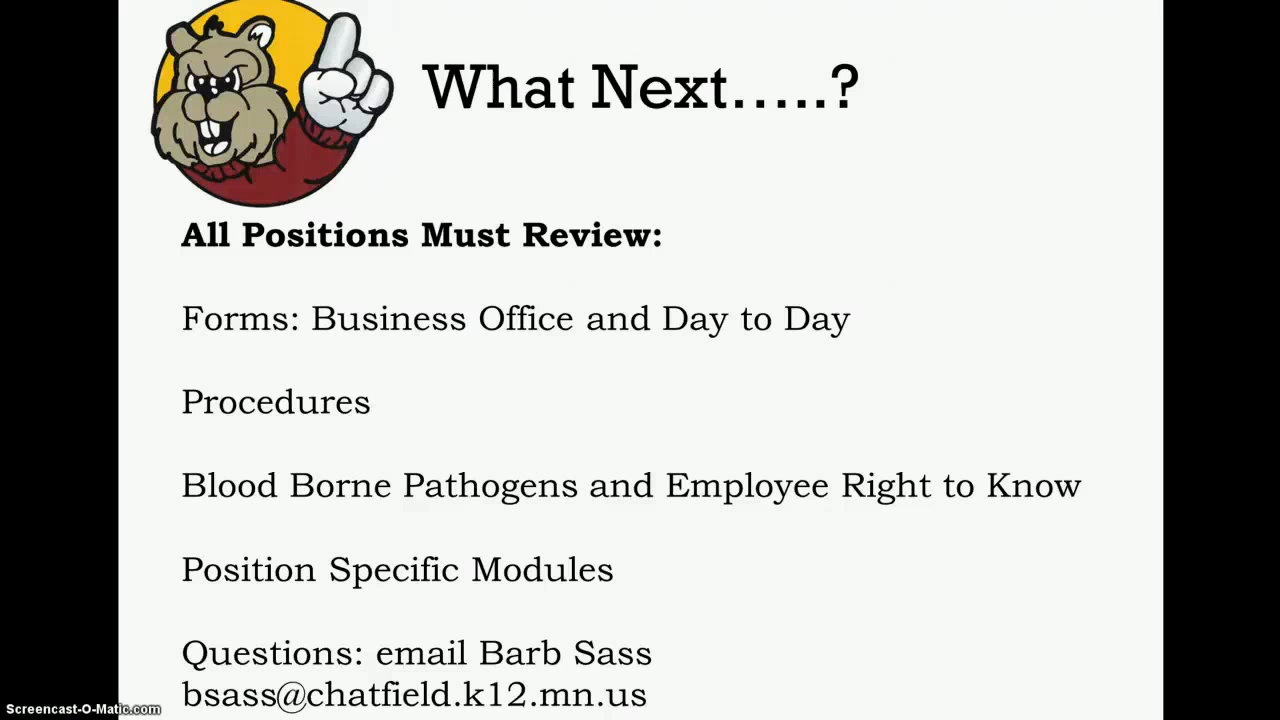 What Next.....?
All Positions Must Review:
Forms: Business Office and Day to Day
Procedures
Blood Borne Pathogens and Employee Right to Know
Position Specific Modules
Questions: email Barb Sass
bsass@chatfield.k12.mn.us
Screencast-O-Matic.com